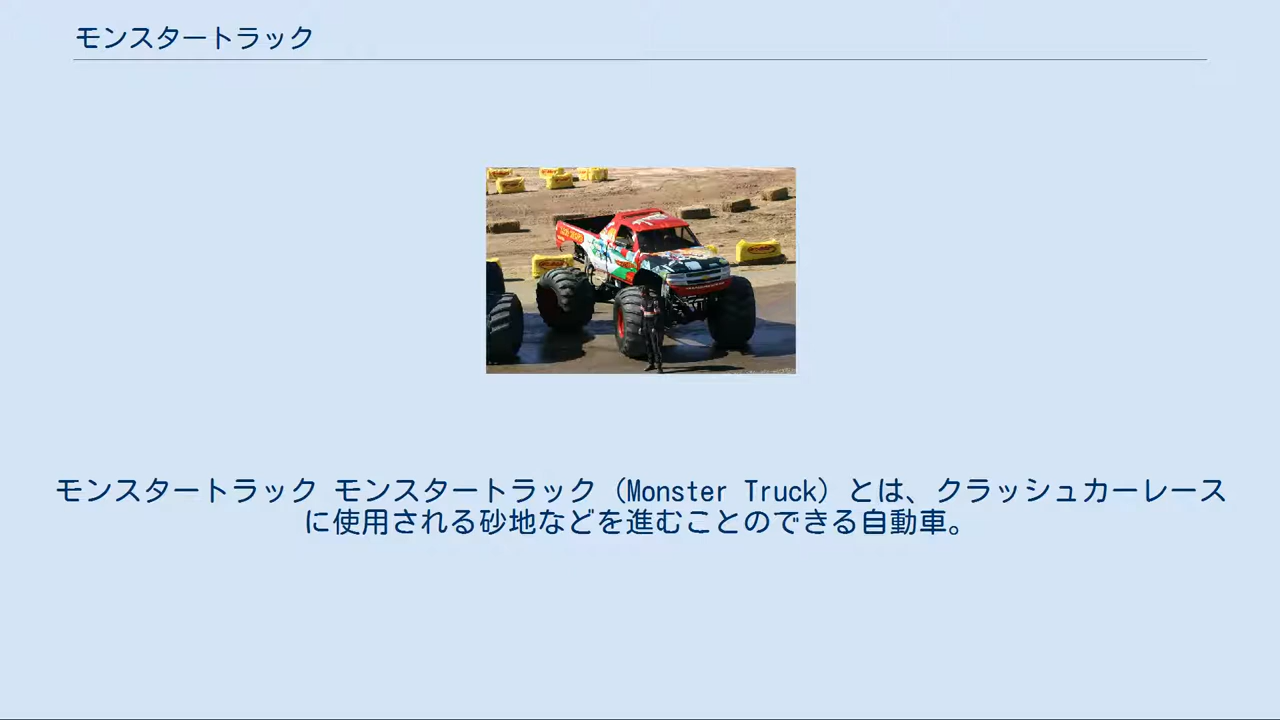 モンスタートラック
モンスタートラック モンスタートラック（Monster Truck）とは、クラッシュカーレース
に使用される砂地などを進むことのできる自動車。